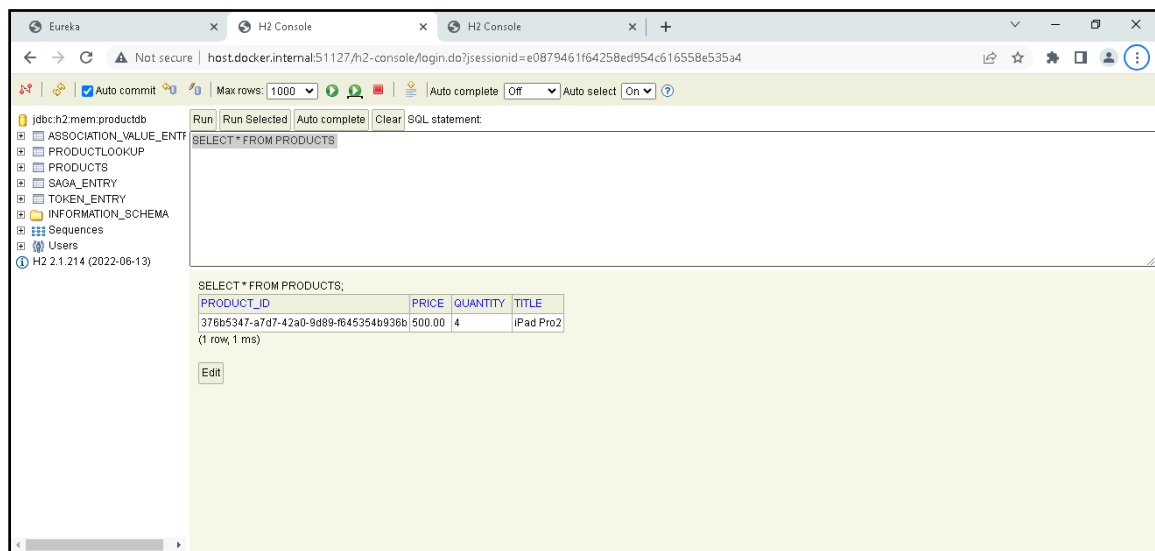 Eureka
H2 Console
H2 Console
Not secure host.docker.internal:51127/h2-console/login.do?jsessionid=e0879461f64258ed954c616558e535a4
Auto commit Max rows: 1000 Auto complete Off Auto select On
jdbc:h2:mem:productdb
ASSOCIATION_VALUE_ENTF
PRODUCTLOOKUP
PRODUCTS
SAGA_ENTRY
TOKEN_ENTRY
INFORMATION_SCHEMA
Sequences
Users
H2 2.1.214 (2022-06-13)
Run Run Selected Auto complete Clear SQL statement:
SELECT * FROM PRODUCTS
SELECT * FROM PRODUCTS;
PRODUCT_ID PRICE QUANTITY TITLE
376b5347-a7d7-42a0-9d89-f645354b936b 500.00 4 iPad Pro2
(1 row, 1 ms)
Edit